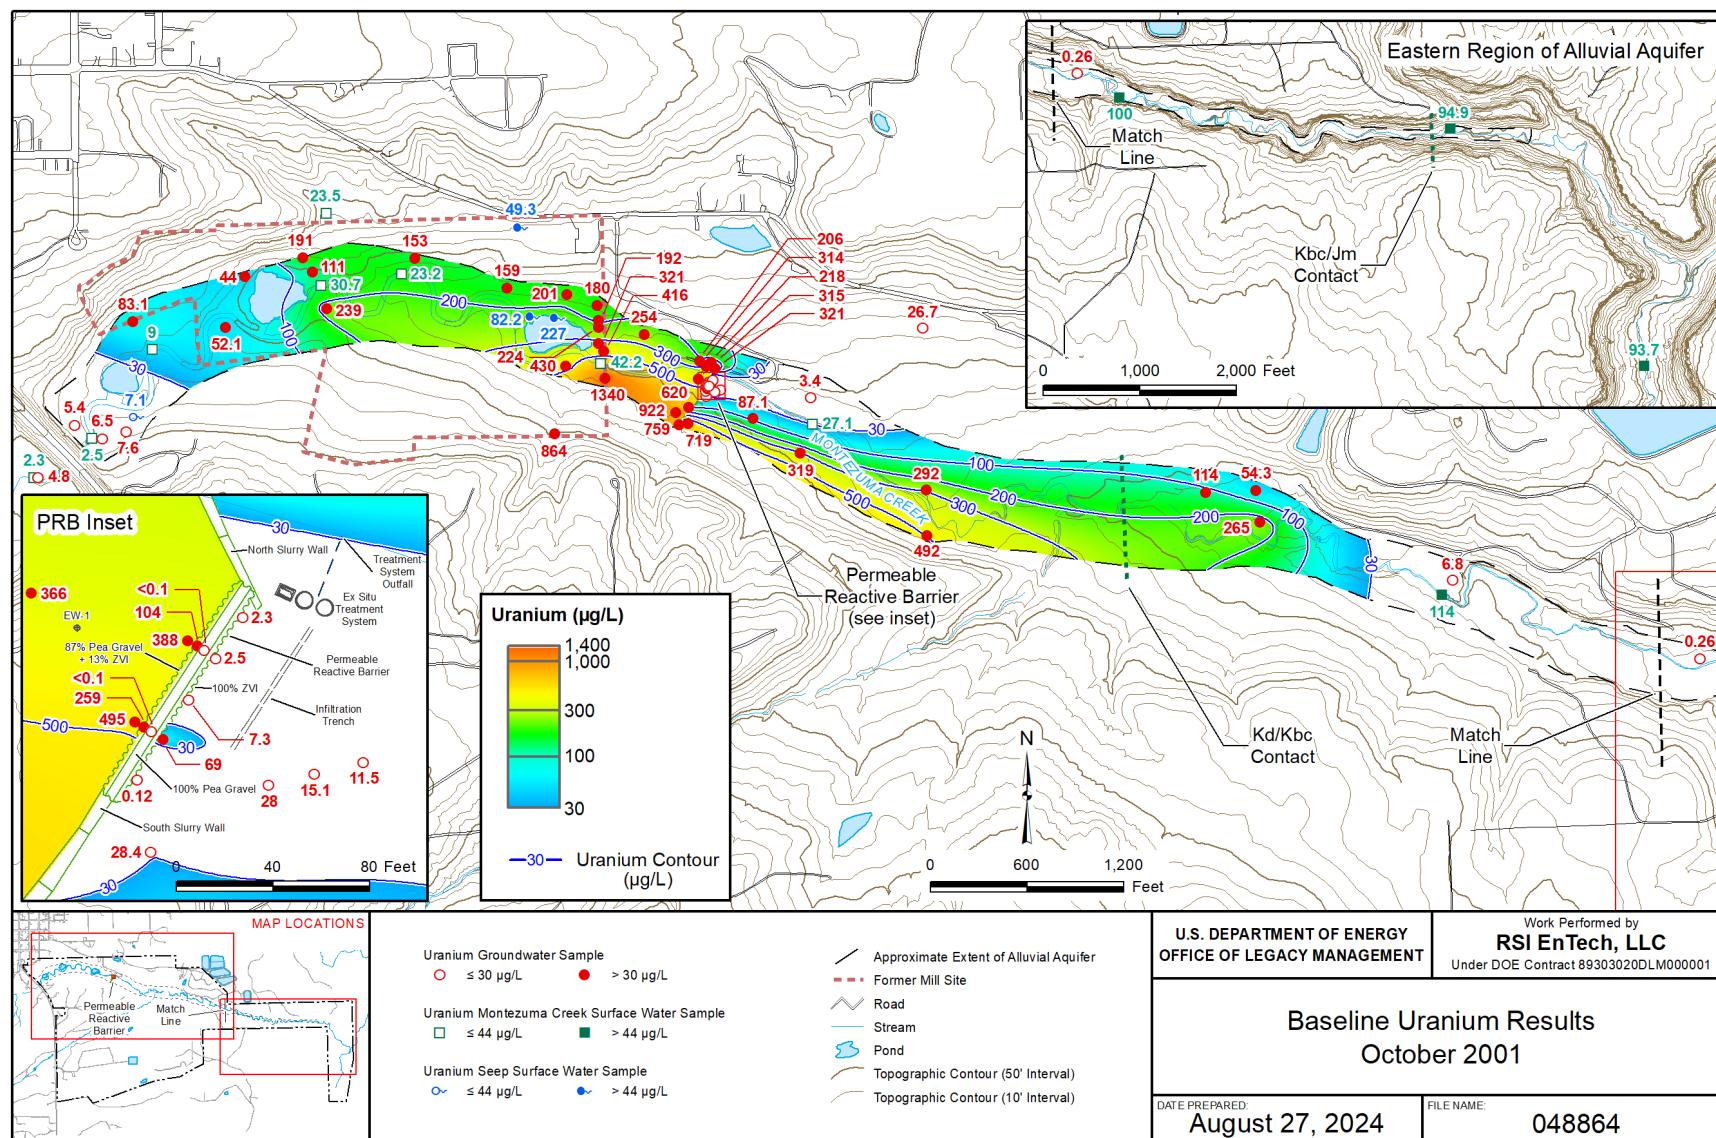 Eastern Region of Alluvial Aquifer
0.26
100
94.9
Match
Line
Kbc/Jm
Contact
93.7
0
1,000
2,000 Feet
23.5
49.3
191
153
206
192
314
44
111
23.2
159
321
218
30.7
201
180
416
315
83.1
239
200
82.2
227
254
321
26.7
9
52.1
100
224
430
42.2
300
500
30
30
1340
620
3.4
7.1
922
87.1
27.1
5.4
6.5
7.6
2.5
759
719
30
864
MONTEZUMA CREEK
100
2.3
4.8
319
292
114
54.3
500
300
200
200
265
100
492
30
6.8
114
0.26
Permeable
Reactive Barrier
(see inset)
Kd/Kbc
Contact
Match
Line
N
0
600
1,200
Feet
PRB Inset
30
North Slurry Wall
Treatment
System
Outfall
366
<0.1
104
388
EW-1
Ex Situ
Treatment
System
2.3
87% Pea Gravel
+ 13% ZVI
2.5
Permeable
Reactive Barrier
<0.1
259
495
100% ZVI
Infiltration
Trench
500
30
7.3
69
0.12
100% Pea Gravel
28
15.1
11.5
South Slurry Wall
28.4
30
0
40
80 Feet
Uranium (µg/L)
1,400
1,000
300
100
30
30
Uranium Contour
(µg/L)
MAP LOCATIONS
Permeable
Reactive
Barrier
Match
Line
Uranium Groundwater Sample
≤ 30 µg/L
> 30 µg/L
Uranium Montezuma Creek Surface Water Sample
≤ 44 µg/L
> 44 µg/L
Uranium Seep Surface Water Sample
≤ 44 µg/L
> 44 µg/L
Approximate Extent of Alluvial Aquifer
Former Mill Site
Road
Stream
Pond
Topographic Contour (50' Interval)
Topographic Contour (10' Interval)
U.S. DEPARTMENT OF ENERGY
OFFICE OF LEGACY MANAGEMENT
Work Performed by
RSI EnTech, LLC
Under DOE Contract 89303020DLM000001
Baseline Uranium Results
October 2001
DATE PREPARED:
August 27, 2024
FILE NAME:
048864